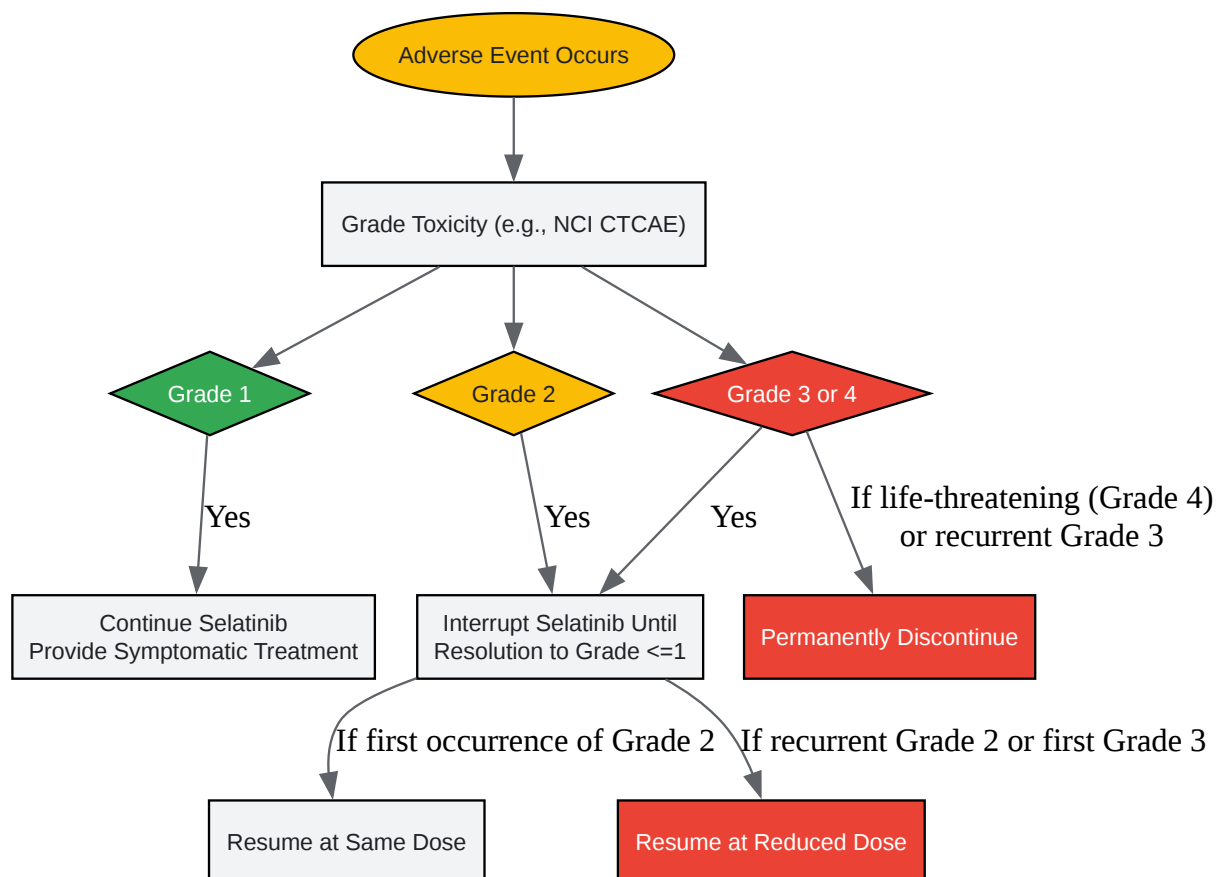 Adverse Event Occurs
Grade Toxicity (e.g., NCI CTCAE)
Grade 1
Grade 2
Grade 3 or 4
Yes
Yes
Yes
If life-threatening (Grade 4)
or recurrent Grade 3
Continue Selatinib
Provide Symptomatic Treatment
Interrupt Selatinib Until
Resolution to Grade <=1
Permanently Discontinue
If first occurrence of Grade 2
If recurrent Grade 2 or first Grade 3
Resume at Same Dose
Resume at Reduced Dose